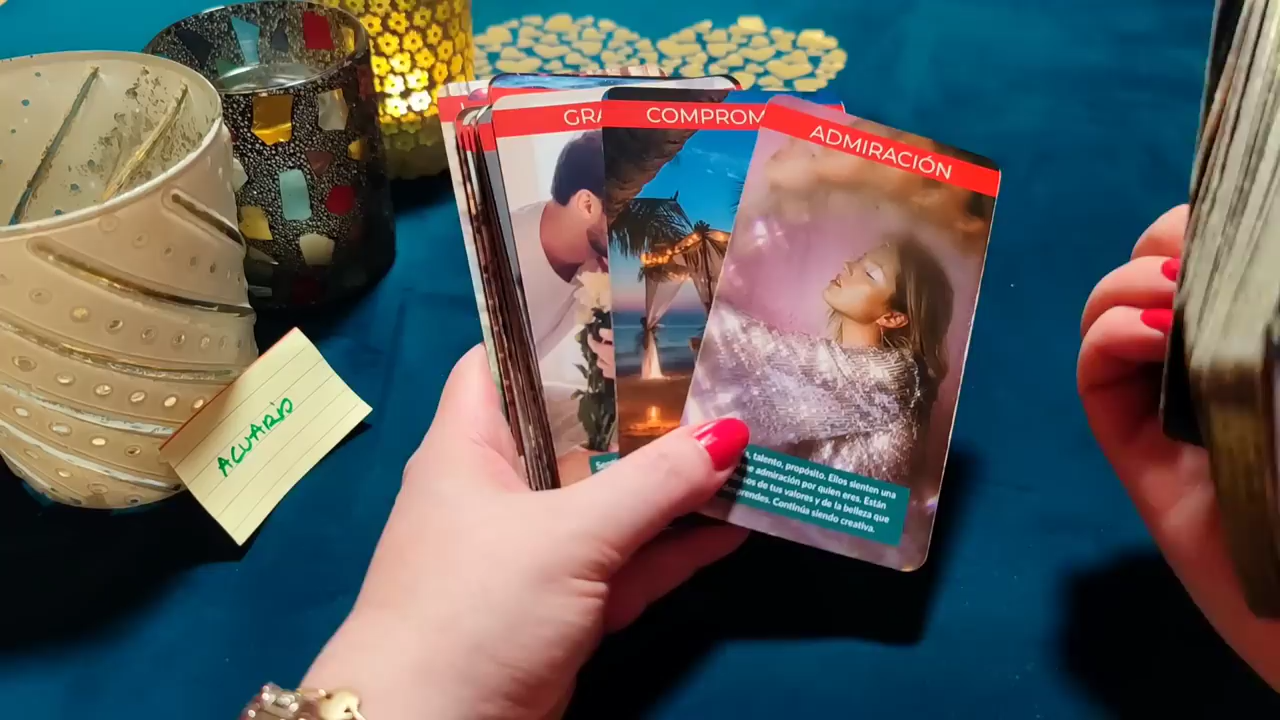 GRA
COMPROM
ADMIRACIÓN
ACUARIO
talento, propósito. Ellos sienten una
admiración por quien eres. Están
de tus valores y de la belleza que
Continúa siendo creativa.